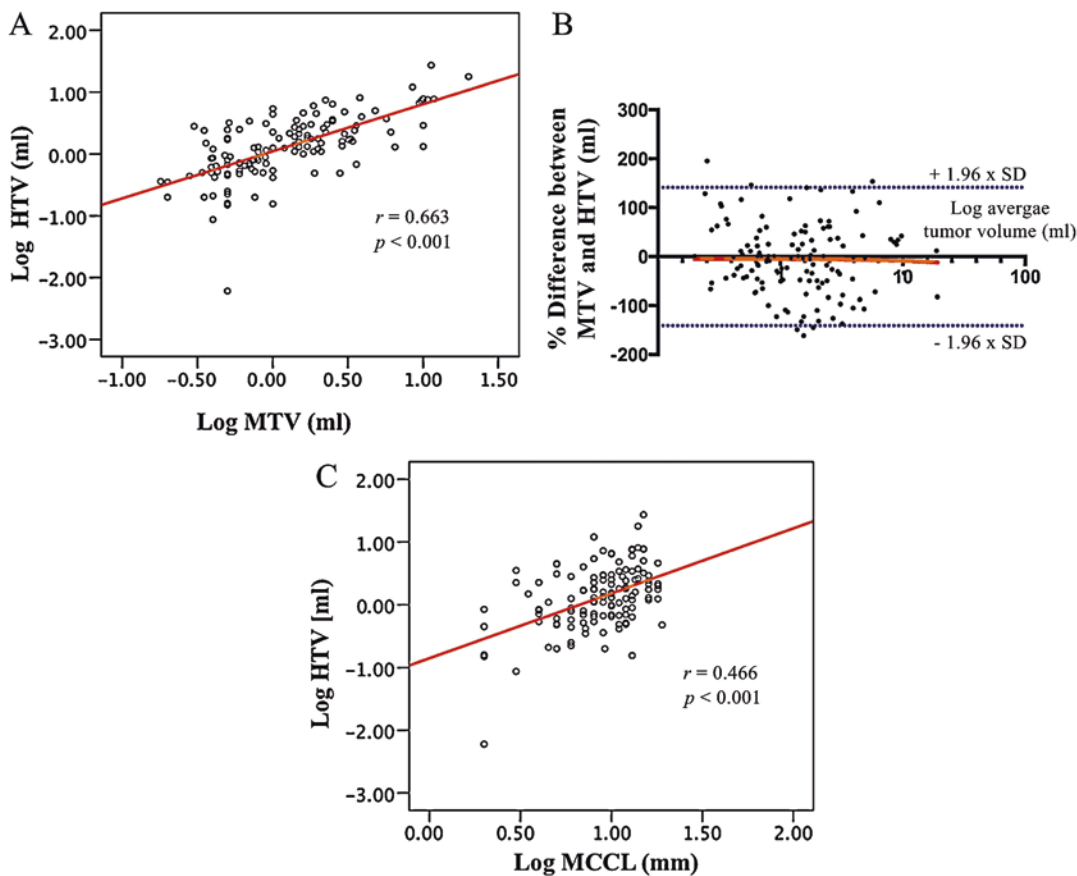 A
2.00
1.00
0.00
−1.00
−2.00
−3.00
Log HTV (ml)
r = 0.663
p < 0.001
−1.00
−0.50
0.00
0.50
1.00
1.50
Log MTV (ml)
B
300
200
100
0
-100
-200
% Difference between
MTV and HTV (ml)
+ 1.96 x SD
Log avergae
tumor volume (ml)
1
10
100
- 1.96 x SD
C
2.00
1.00
0.00
−1.00
−2.00
−3.00
Log HTV [ml)
r = 0.466
p < 0.001
0.00
0.50
1.00
1.50
2.00
Log MCCL (mm)